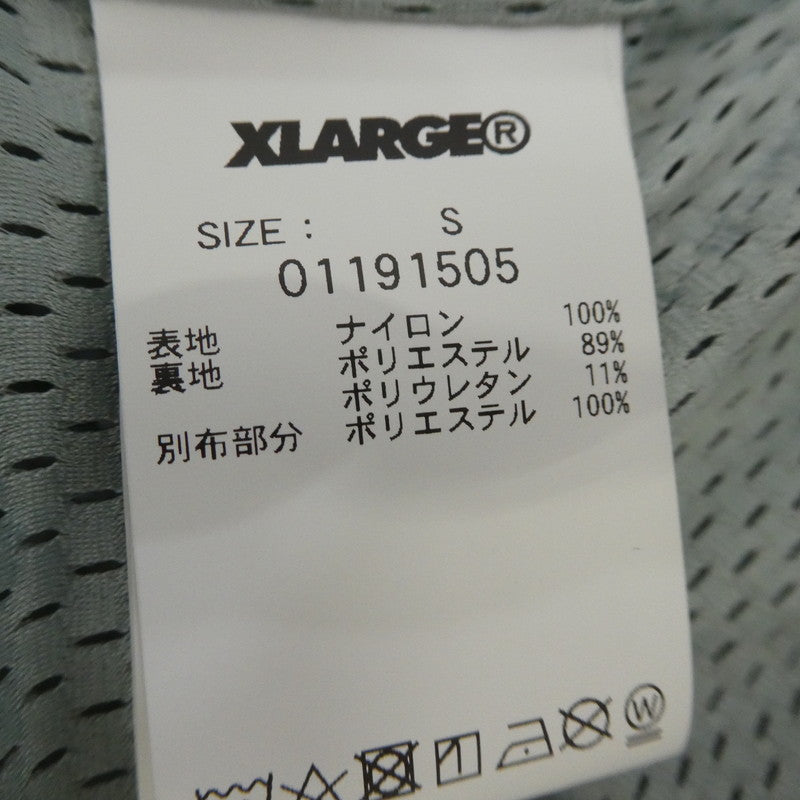 XLARGE®
SIZE : S
01191505
表地 ナイロン 100%
裏地 ポリエステル 89%
ポリウレタン 11%
別布部分 ポリエステル 100%
W